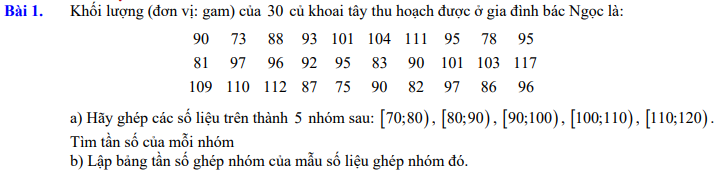 Bài 1. Khối lượng (đơn vị: gam) của 30 củ khoai tây thu hoạch được ở gia đình bác Ngọc là:
90 73 88 93 101 104 111 95 78 95
81 97 96 92 95 83 90 101 103 117
109 110 112 87 75 90 82 97 86 96
a) Hãy ghép các số liệu trên thành 5 nhóm sau: [70;80), [80;90), [90;100), [100;110), [110;120).
Tìm tần số của mỗi nhóm
b) Lập bảng tần số ghép nhóm của mẫu số liệu ghép nhóm đó.